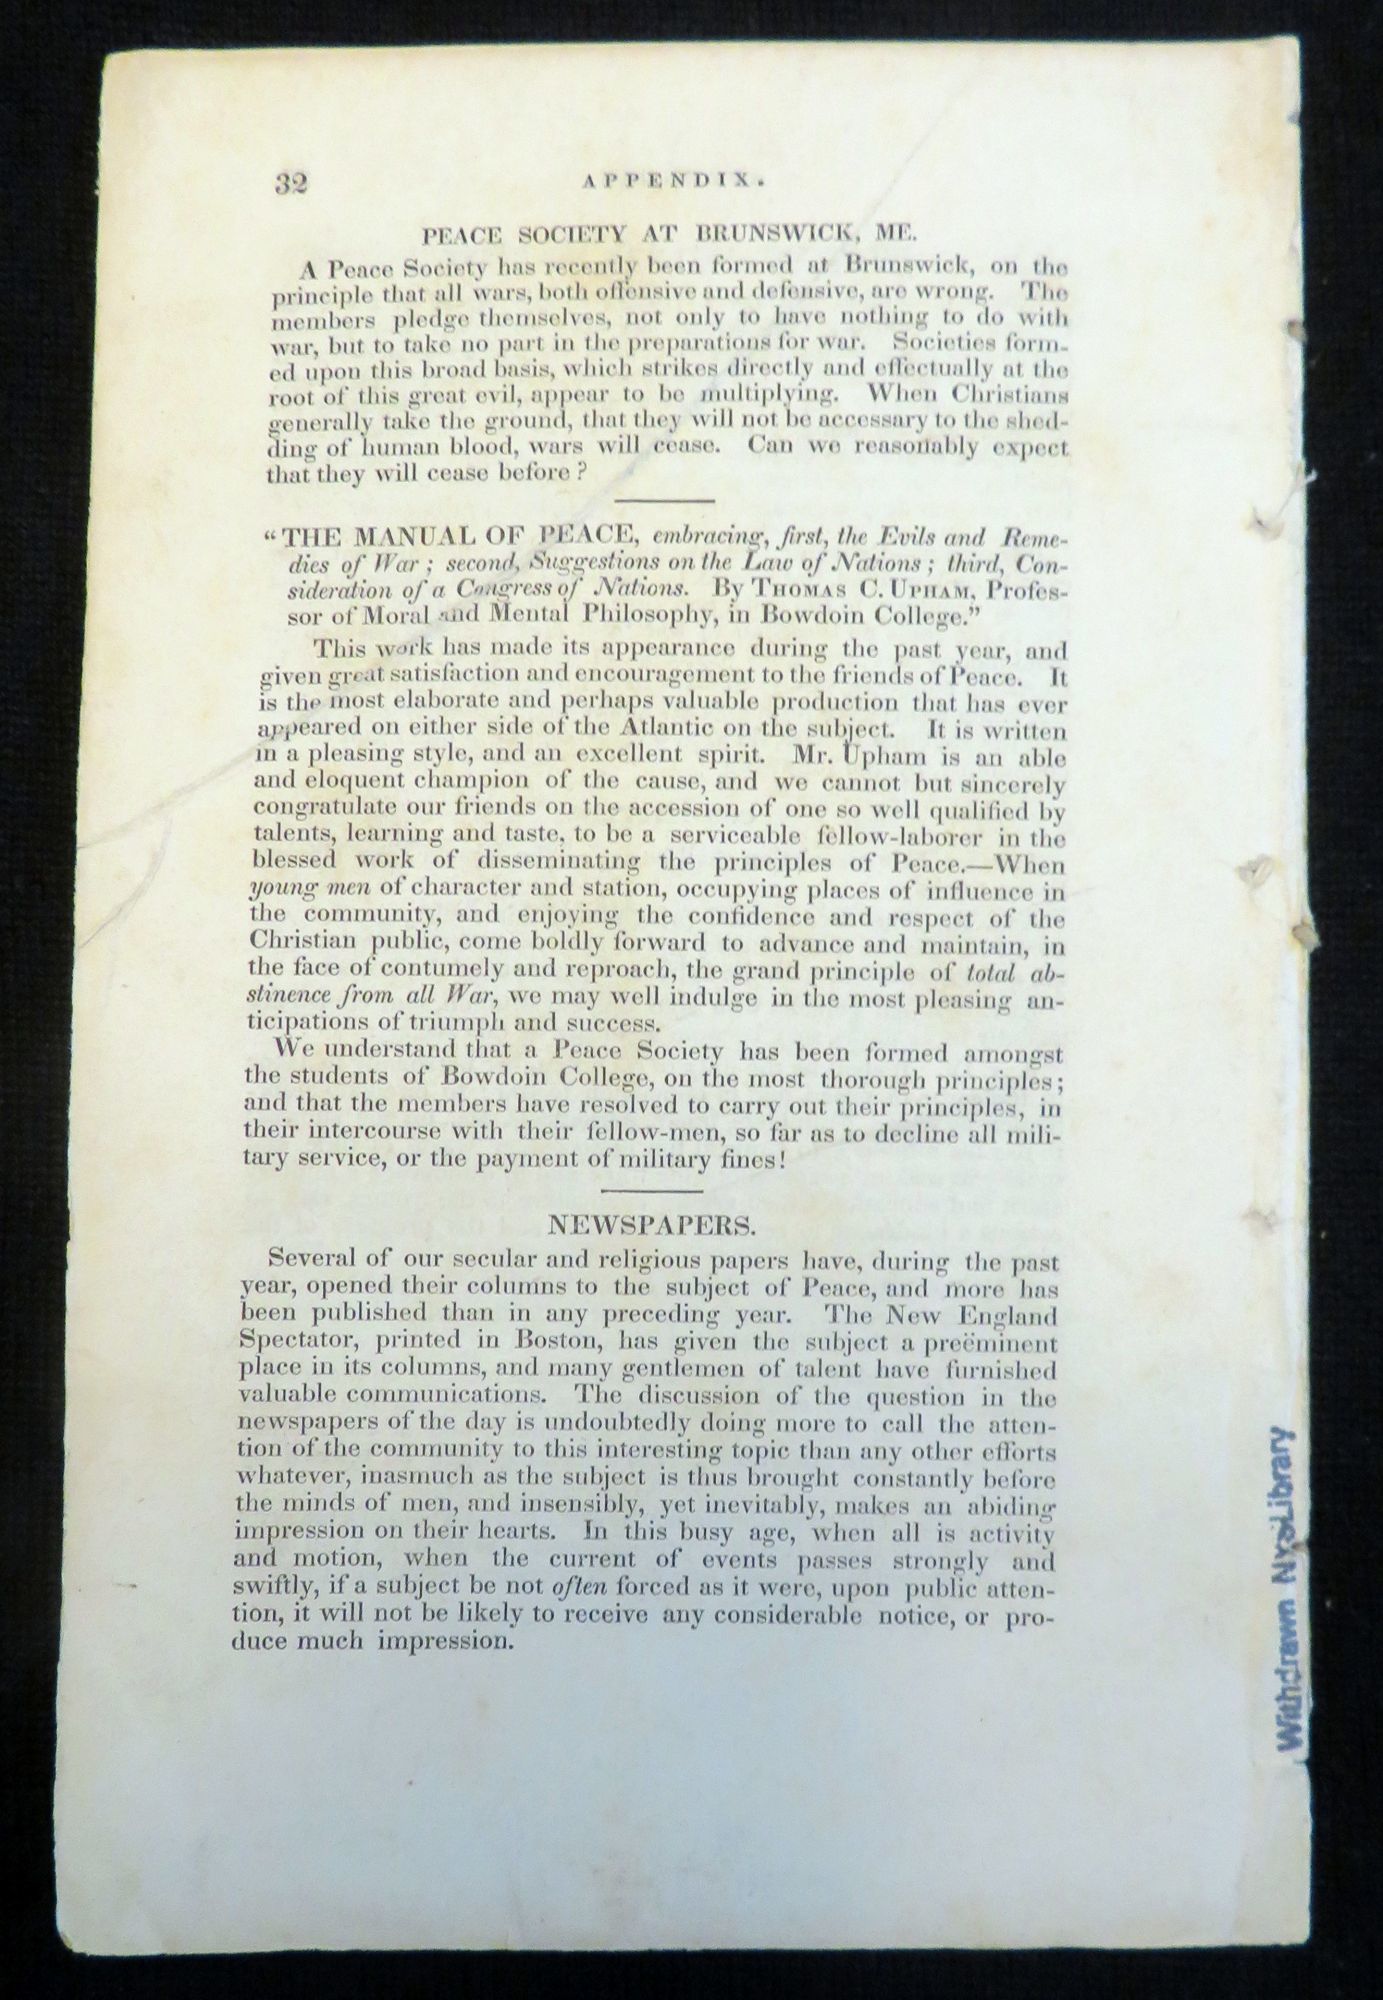 32
APPENDIX.
PEACE SOCIETY AT BRUNSWICK, ME.
A Peace Society has recently been formed at Brunswick, on the
principle that all wars, both offensive and defensive, are wrong. The
members pledge themselves, not only to have nothing to do with
war, but to take no part in the preparations for war. Societies form-
ed upon this broad basis, which strikes directly and effectually at the
root of this great evil, appear to be multiplying. When Christians
generally take the ground, that they will not be accessary to the shed-
ding of human blood, wars will cease. Can we reasonably expect
that they will cease before?
"THE MANUAL OF PEACE, embracing, first, the Evils and Reme-
dies of War; second, Suggestions on the Law of Nations; third, Con-
sideration of a Congress of Nations. By THOMAS C. UPHAM, Profes-
sor of Moral and Mental Philosophy, in Bowdoin College."
This work has made its appearance during the past year, and
given great satisfaction and encouragement to the friends of Peace. It
is the most elaborate and perhaps valuable production that has ever
appeared on either side of the Atlantic on the subject. It is written
in a pleasing style, and an excellent spirit. Mr. Upham is an able
and eloquent champion of the cause, and we cannot but sincerely
congratulate our friends on the accession of one so well qualified by
talents, learning and taste, to be a serviceable fellow-laborer in the
blessed work of disseminating the principles of Peace.—When
young men of character and station, occupying places of influence in
the community, and enjoying the confidence and respect of the
Christian public, come boldly forward to advance and maintain, in
the face of contumely and reproach, the grand principle of total ab-
stinence from all War, we may well indulge in the most pleasing an-
ticipations of triumph and success.
We understand that a Peace Society has been formed amongst
the students of Bowdoin College, on the most thorough principles;
and that the members have resolved to carry out their principles, in
their intercourse with their fellow-men, so far as to decline all mili-
tary service, or the payment of military fines!
NEWSPAPERS.
Several of our secular and religious papers have, during the past
year, opened their columns to the subject of Peace, and more has
been published than in any preceding year. The New England
Spectator, printed in Boston, has given the subject a preëminent
place in its columns, and many gentlemen of talent have furnished
valuable communications. The discussion of the question in the
newspapers of the day is undoubtedly doing more to call the atten-
tion of the community to this interesting topic than any other efforts
whatever, inasmuch as the subject is thus brought constantly before
the minds of men, and insensibly, yet inevitably, makes an abiding
impression on their hearts. In this busy age, when all is activity
and motion, when the current of events passes strongly and
swiftly, if a subject be not often forced as it were, upon public atten-
tion, it will not be likely to receive any considerable notice, or pro-
duce much impression.
Withdrawn Library